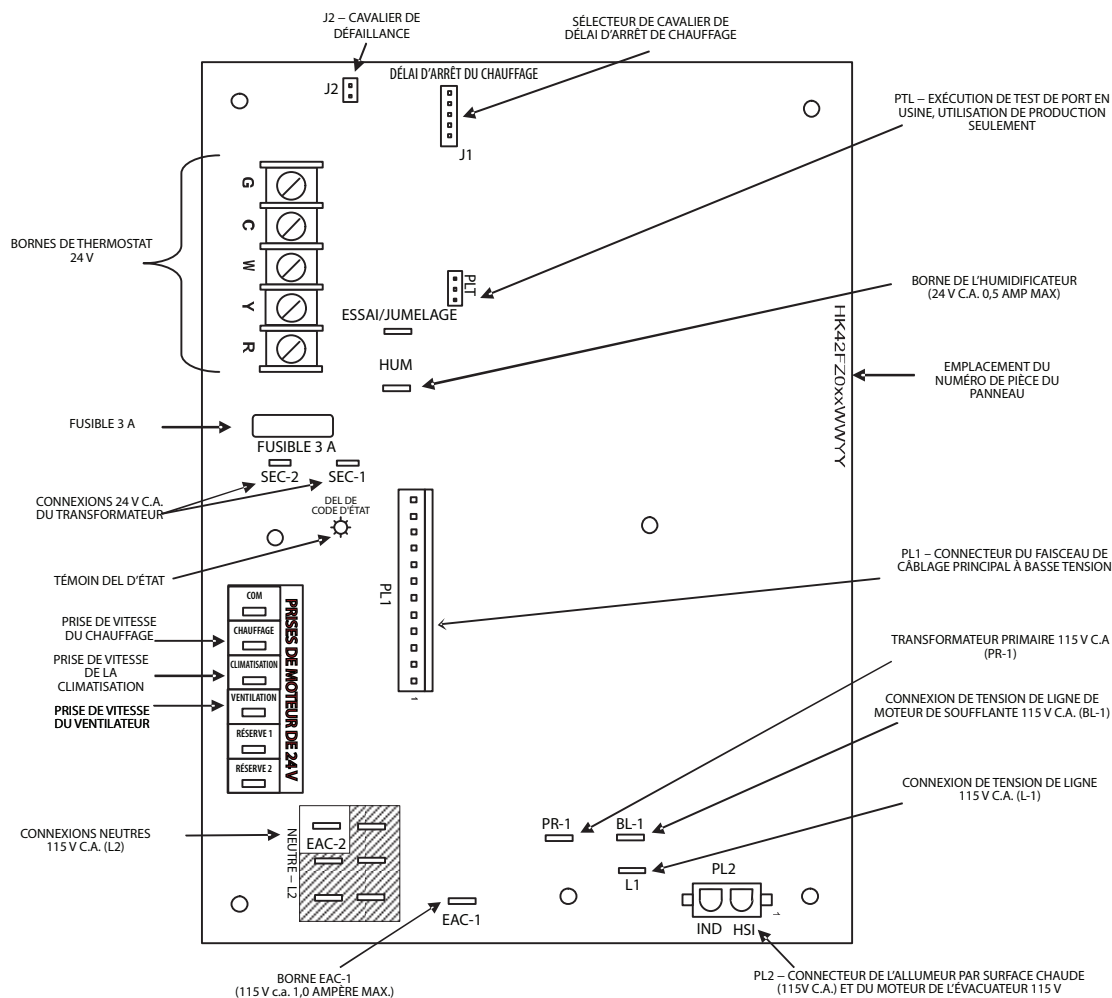 J2 – CAVALIER DE
DÉFAILLANCE
SÉLECTEUR DE CAVALIER DE
DÉLAI D'ARRÊT DE CHAUFFAGE
DÉLAI D'ARRÊT DU CHAUFFAGE
J2
J1
PTL – EXÉCUTION DE TEST DE PORT EN
USINE, UTILISATION DE PRODUCTION
SEULEMENT
BORNES DE THERMOSTAT
24 V
G
C
W
Y
R
PLT
ESSAI/JUMELAGE
HUM
BORNE DE L'HUMIDIFICATEUR
(24 V C.A. 0,5 AMP MAX)
HK42FZ0xxWWYY
EMPLACEMENT DU
NUMÉRO DE PIÈCE DU
PANNEAU
FUSIBLE 3 A
FUSIBLE 3 A
SEC-2
SEC-1
CONNEXIONS 24 V C.A.
DU TRANSFORMATEUR
DEL DE
CODE D'ÉTAT
TÉMOIN DEL D'ÉTAT
PL1
1
PL1 – CONNECTEUR DU FAISCEAU DE
CÂBLAGE PRINCIPAL À BASSE TENSION
PRISE DE VITESSE
DU CHAUFFAGE
PRISE DE VITESSE
DE LA
CLIMATISATION
PRISE DE VITESSE
DU VENTILATEUR
COM
CHAUFFAGE
CLIMATISATION
VENTILATION
RÉSERVE 1
RÉSERVE 2
PRISES DE MOTEUR DE 24 V
TRANSFORMATEUR PRIMAIRE 115 V C.A
(PR-1)
CONNEXION DE TENSION DE LIGNE DE
MOTEUR DE SOUFFLANTE 115 V C.A. (BL-1)
CONNEXION DE TENSION DE LIGNE
115 V C.A. (L-1)
CONNEXIONS NEUTRES
115 V C.A. (L2)
NEUTRE – L2
EAC-2
PR-1
BL-1
L1
PL2
1
IND
HSI
EAC-1
BORNE EAC-1
(115 V c.a. 1,0 AMPÈRE MAX.)
PL2 – CONNECTEUR DE L'ALLUMEUR PAR SURFACE CHAUDE
(115V C.A.) ET DU MOTEUR DE L'ÉVACUATEUR 115 V